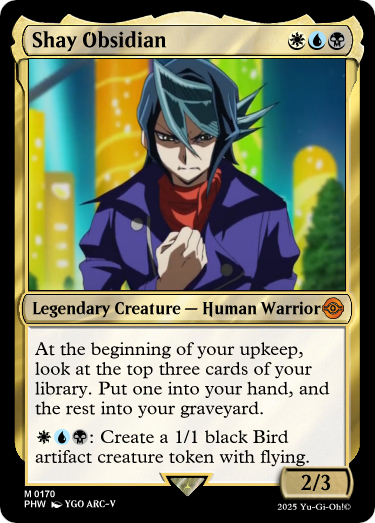 Shay Obsidian
Legendary Creature — Human Warrior
At the beginning of your upkeep,
look at the top three cards of your
library. Put one into your hand, and
the rest into your graveyard.
: Create a 1/1 black Bird
artifact creature token with flying.
2/3
M 0170
PHW YGO ARC-V
2025 Yu-Gi-Oh!©